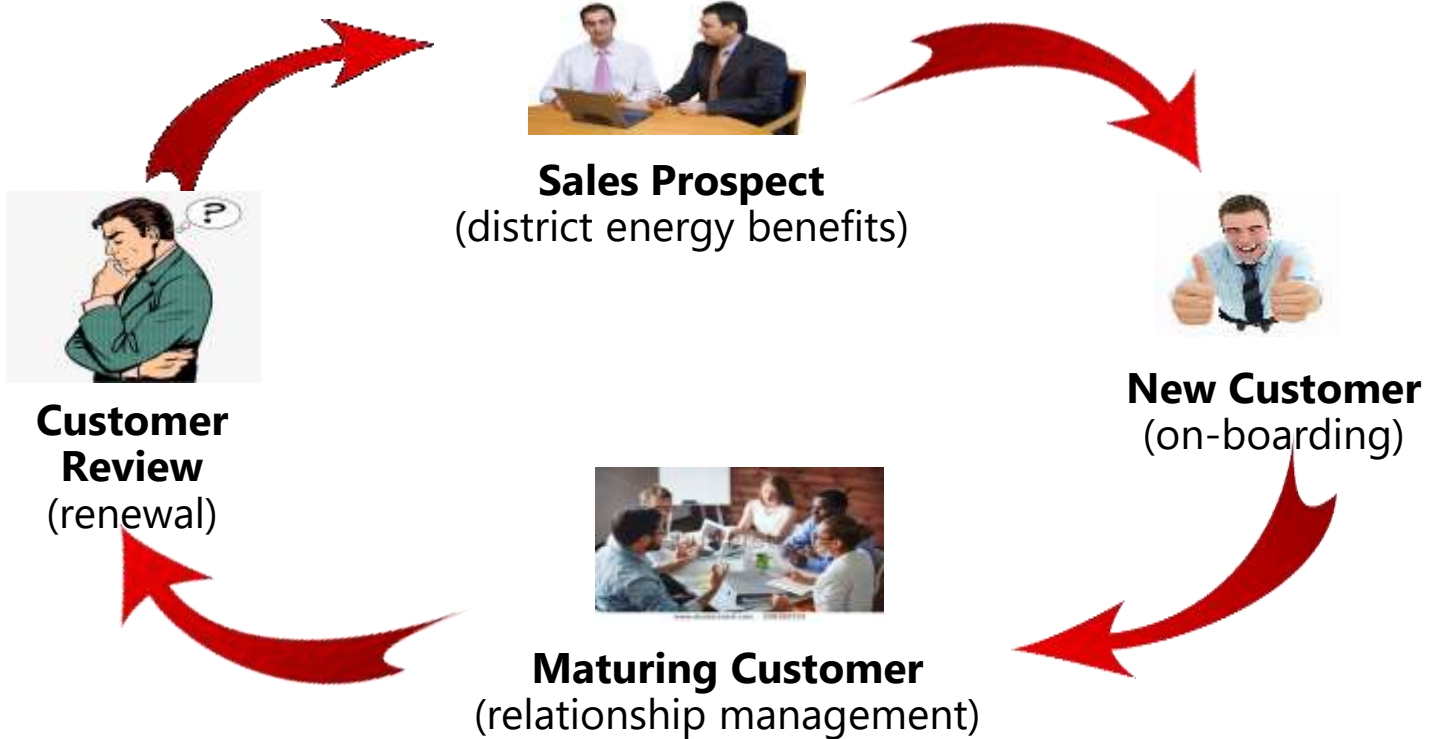 Sales Prospect
(district energy benefits)
?
New Customer
(on-boarding)
Customer
Review
(renewal)
Maturing Customer
(relationship management)